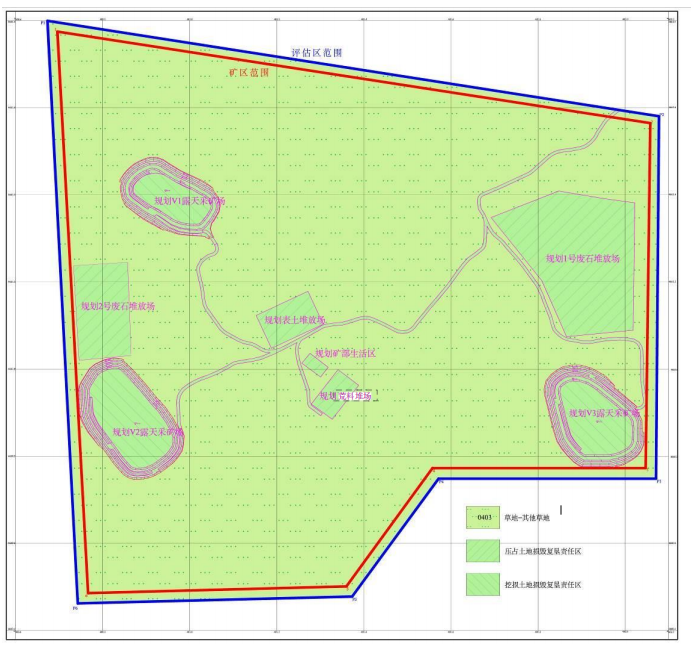 评估区范围
矿区范围
规划V1露天采矿场
规划1号废石堆放场
规划2号废石堆放场
规划表土堆放场
规划矿部生活区
规划荒料堆场
规划V3露天采矿场
规划V2露天采矿场
0403 草地-其他草地
压占土地损毁复垦责任区
挖损土地损毁复垦责任区